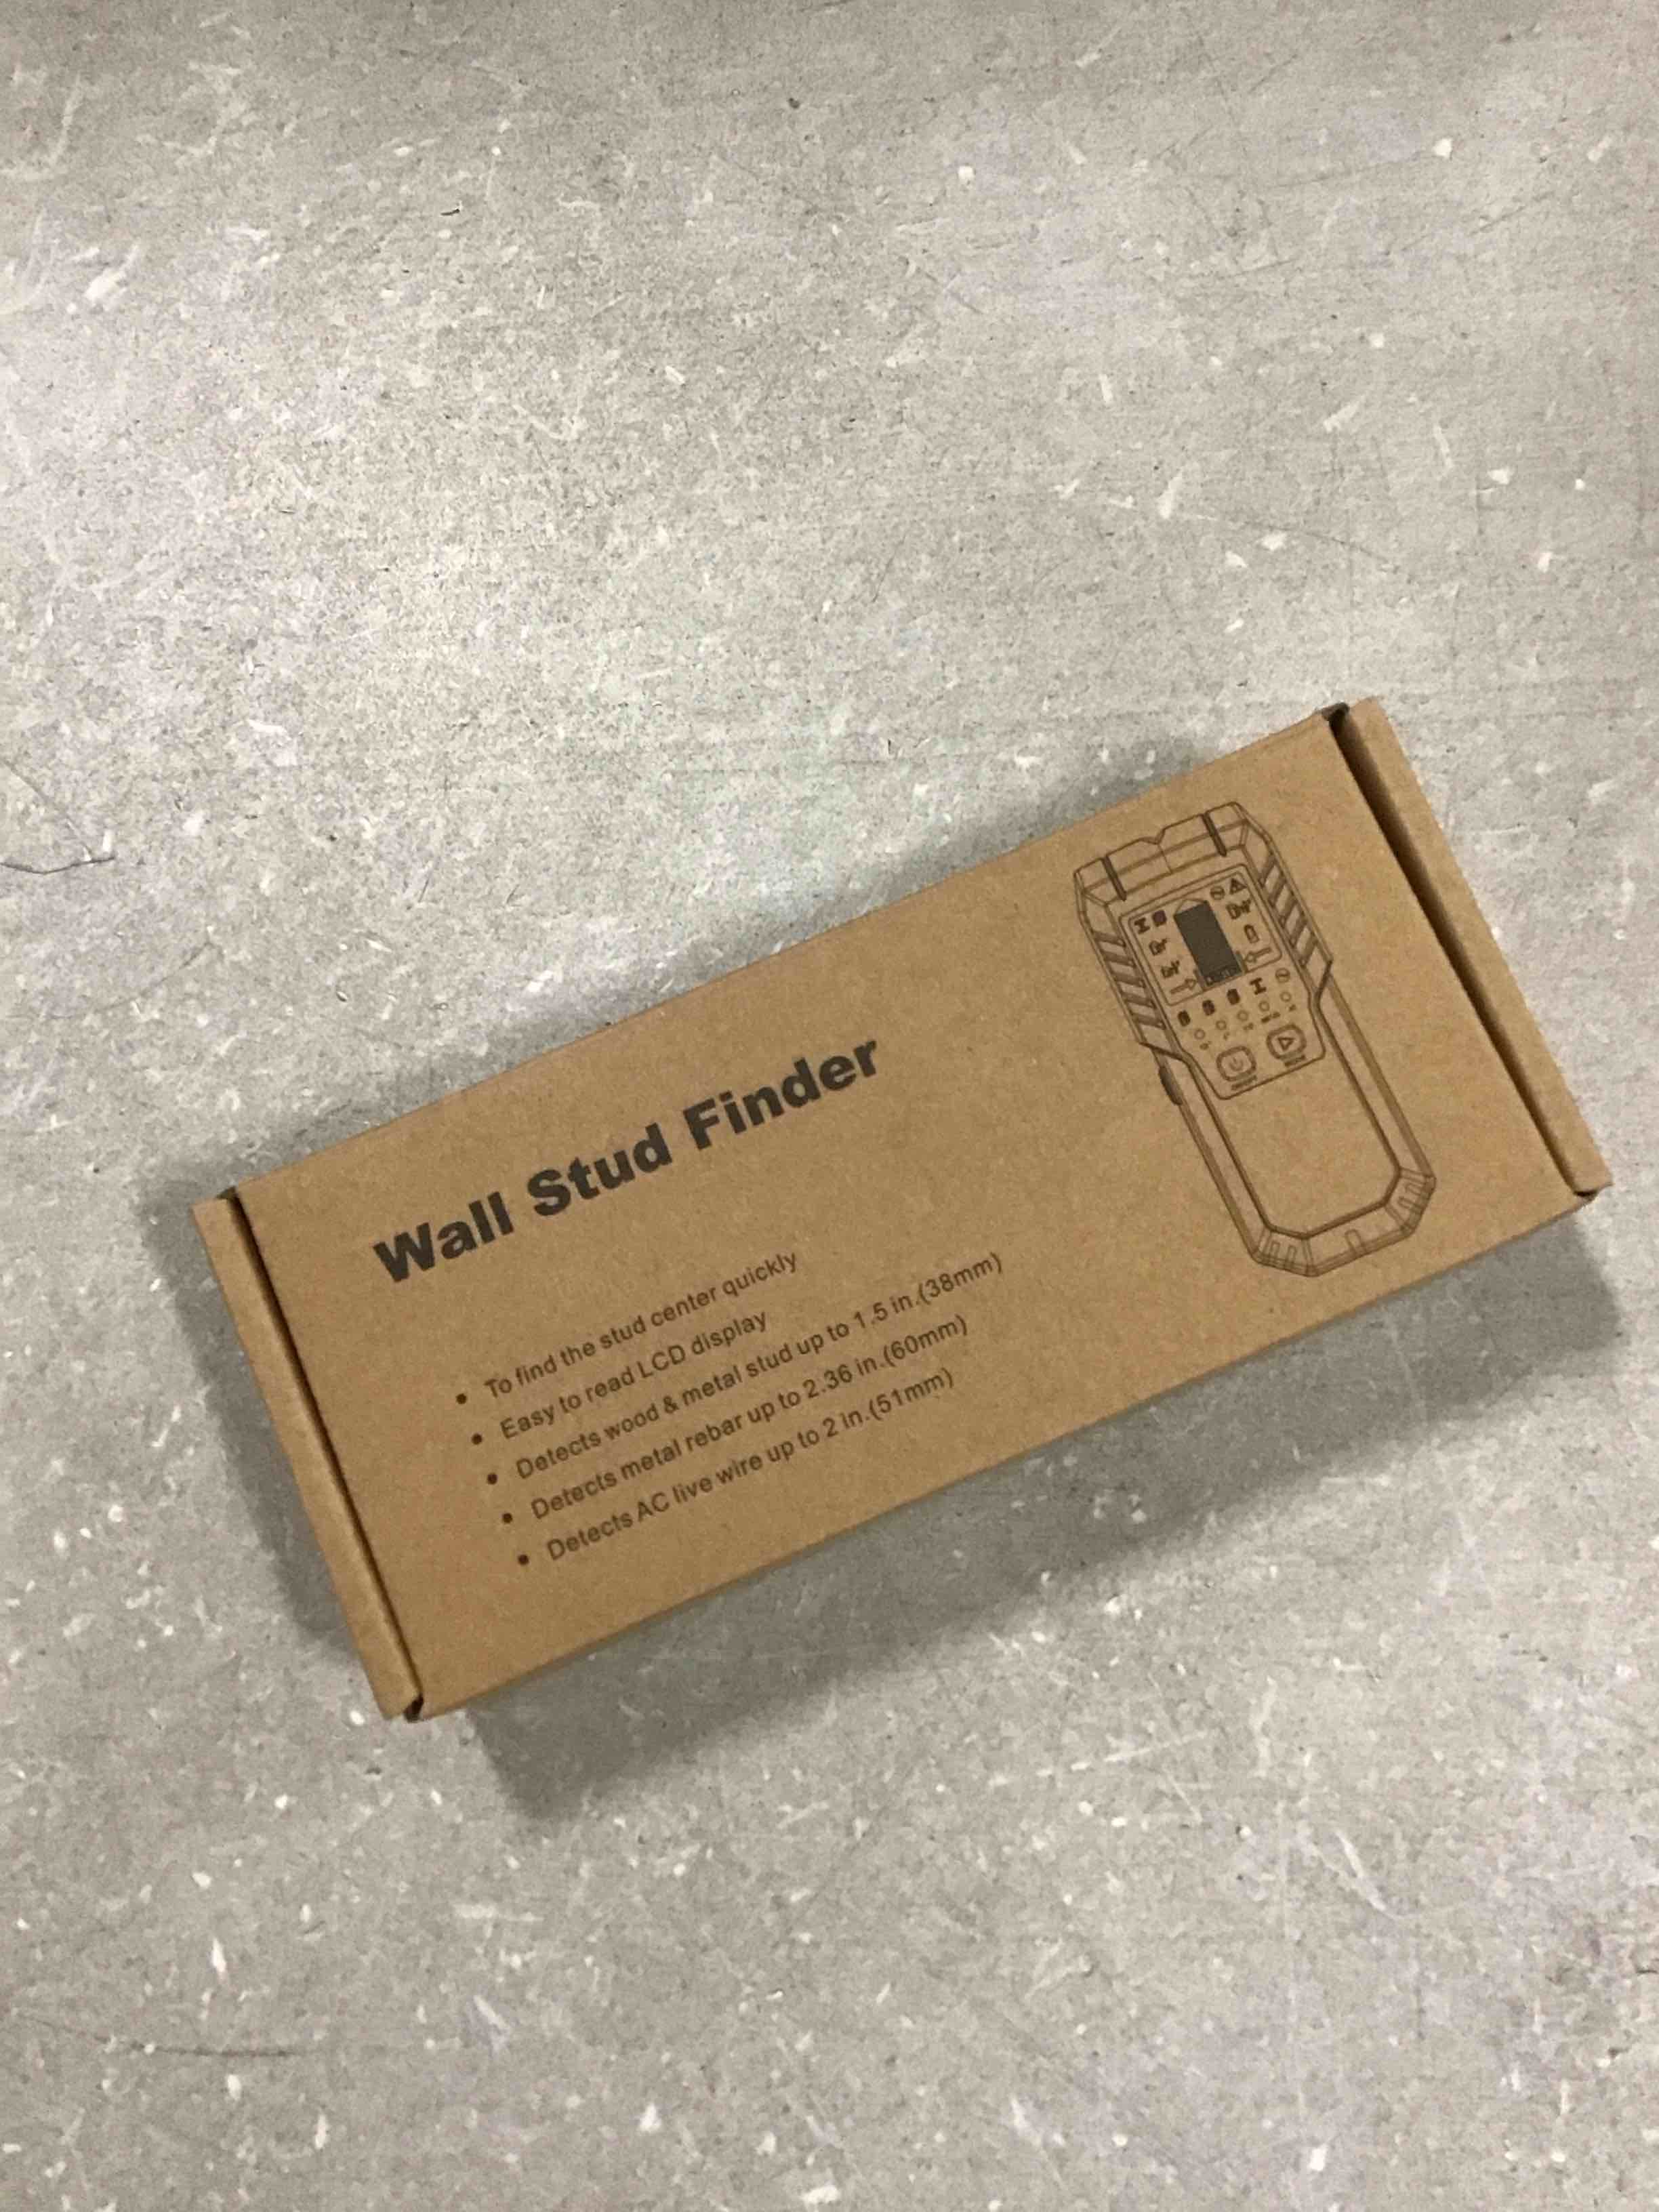 Wall Stud Finder
• To find the stud center quickly
• Easy to read LCD display
• Detects wood & metal stud up to 1.5 in.(38mm)
• Detects metal rebar up to 2.36 in.(60mm)
• Detects AC live wire up to 2 in.(51mm)